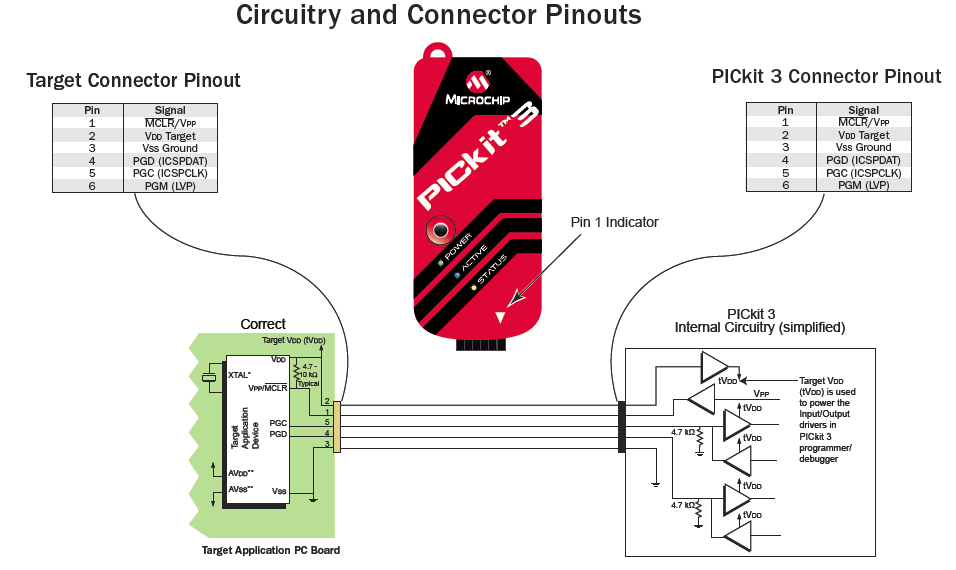 Circuitry and Connector Pinouts
Target Connector Pinout
Pin Signal
1 MCLR/VPP
2 VDD Target
3 Vss Ground
4 PGD (ICSPDAT)
5 PGC (ICSPCLK)
6 PGM (LVP)
MICROCHIP
®
PICkit™ 3
POWER
ACTIVE
STATUS
Pin 1 Indicator
PICkit 3 Connector Pinout
Pin Signal
1 MCLR/VPP
2 VDD Target
3 Vss Ground
4 PGD (ICSPDAT)
5 PGC (ICSPCLK)
6 PGM (LVP)
Correct
Target VDD (tVDD)
VDD
4.7 -
10 kΩ
Typical
XTAL*
VPP/MCLR
Target
Application
Device
PGC
PGD
AVDD**
AVSS**
Vss
2
1
5
4
3
Target Application PC Board
PICkit 3
Internal Circuitry (simplified)
tVDD
VPP
tVDD
4.7 kΩ
tVDD
tVDD
4.7 kΩ
tVDD
Target VDD
(tVDD) is used
to power the
Input/Output
drivers in
PICkit 3
programmer/
debugger